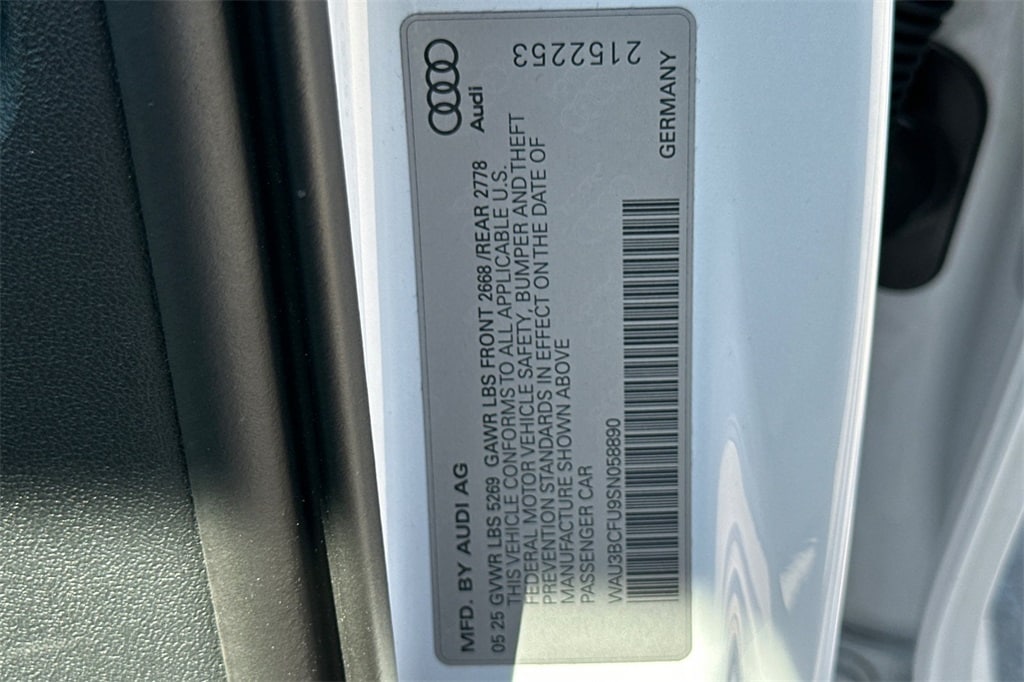 MFD. BY AUDI AG
Audi
05 25 GVWR LBS 5269 GAWR LBS FRONT 2668 /REAR 2778
THIS VEHICLE CONFORMS TO ALL APPLICABLE U.S.
FEDERAL MOTOR VEHICLE SAFETY, BUMPER AND THEFT
PREVENTION STANDARDS IN EFFECT ON THE DATE OF
MANUFACTURE SHOWN ABOVE
PASSENGER CAR
WAU3BCFU9SN058890
GERMANY
2152253